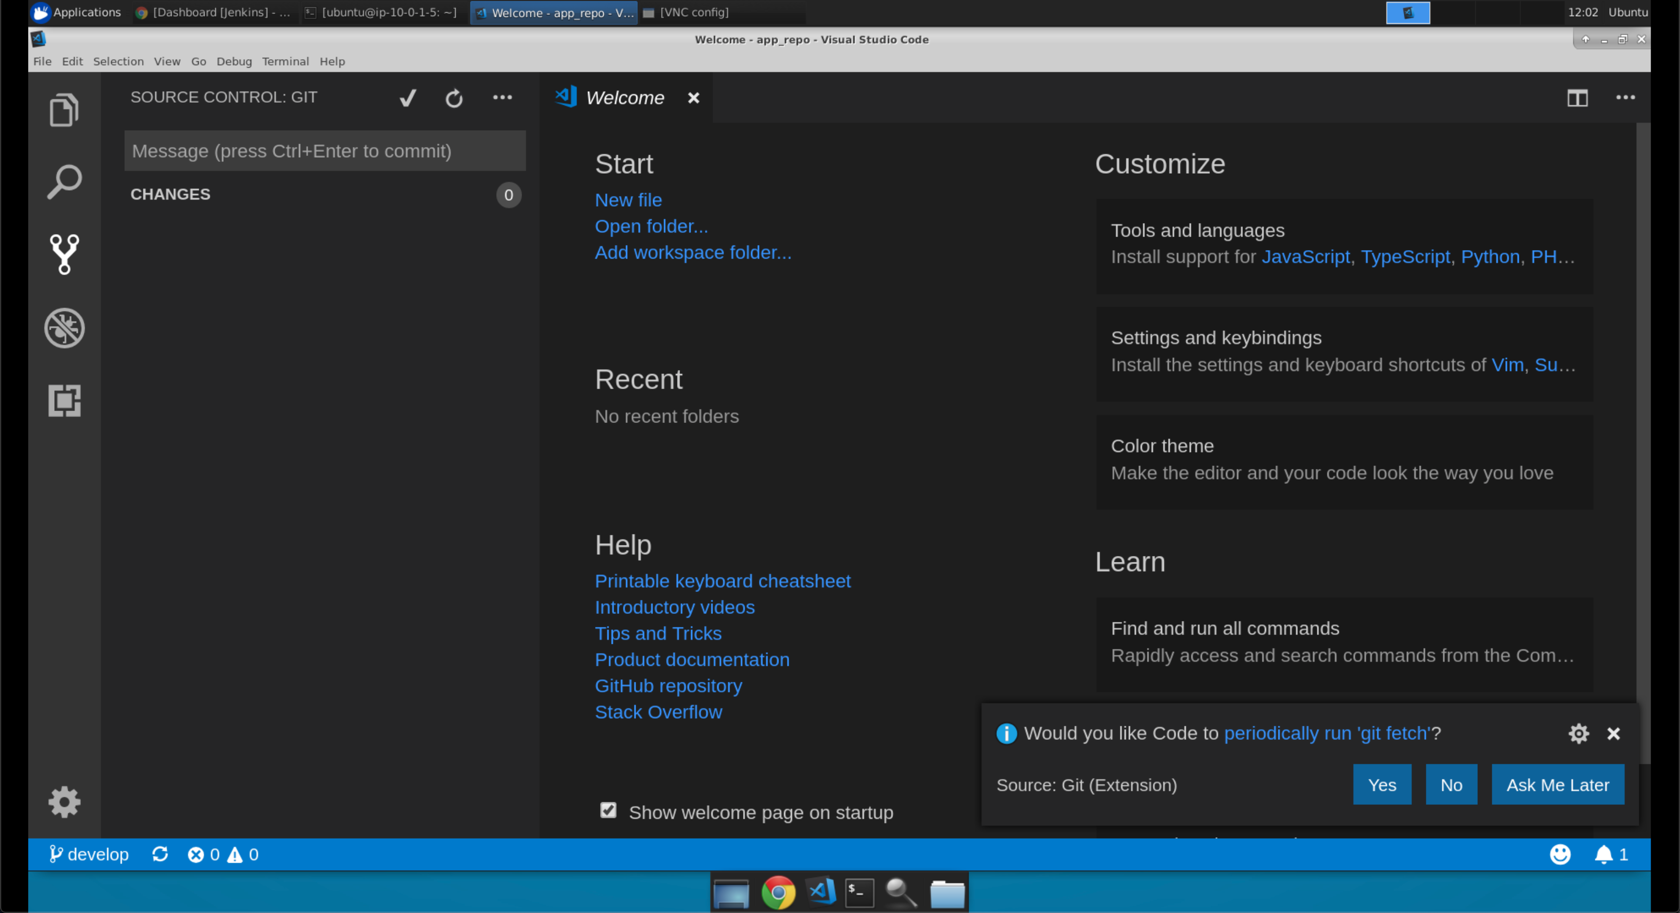 Applications [Dashboard [Jenkins] - ... [ubuntu@ip-10-0-1-5: ~] Welcome - app_repo - V... [VNC config] 12:02 Ubuntu
Welcome - app_repo - Visual Studio Code
File Edit Selection View Go Debug Terminal Help
SOURCE CONTROL: GIT
Message (press Ctrl+Enter to commit)
CHANGES 0
Welcome
Start
New file
Open folder...
Add workspace folder...
Recent
No recent folders
Help
Printable keyboard cheatsheet
Introductory videos
Tips and Tricks
Product documentation
GitHub repository
Stack Overflow
Show welcome page on startup
Customize
Tools and languages
Install support for JavaScript, TypeScript, Python, PH...
Settings and keybindings
Install the settings and keyboard shortcuts of Vim, Su...
Color theme
Make the editor and your code look the way you love
Learn
Find and run all commands
Rapidly access and search commands from the Com...
Would you like Code to periodically run 'git fetch'?
Source: Git (Extension) Yes No Ask Me Later
develop 0 0 1
$_